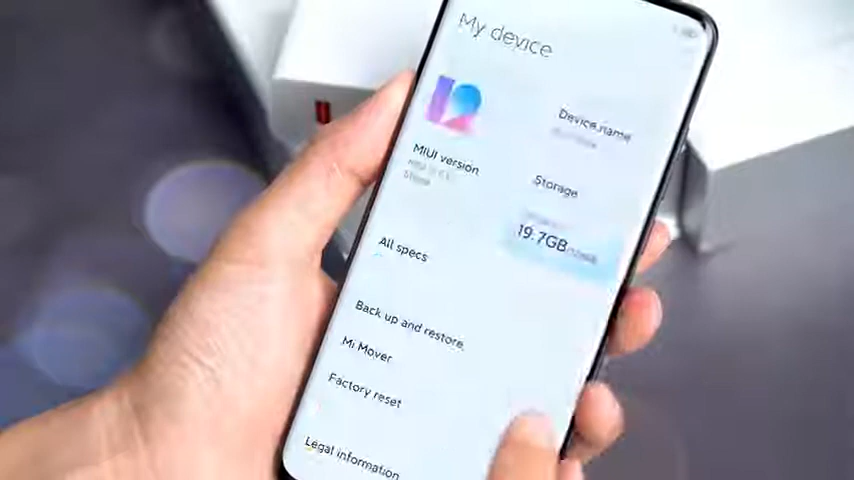 My device
12
Device name
MIUI version
Storage
19.7GB
All specs
Back up and restore
Mi Mover
Factory reset
Legal information